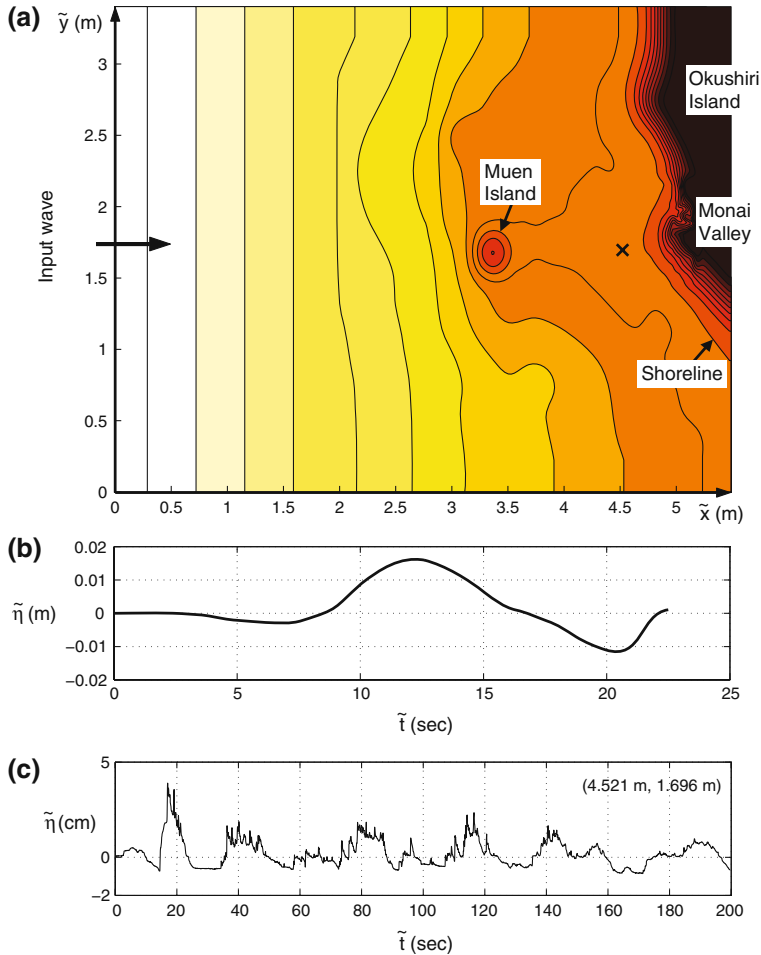 (a)
ỹ (m)
3
2.5
2
1.5
1
0.5
0
Input wave
Okushiri
Island
Muen
Island
Monai
Valley
Shoreline
0 0.5 1 1.5 2 2.5 3 3.5 4 4.5 5 x̃ (m)
(b)
0.02
0.01
0
−0.01
−0.02
η̃ (m)
0 5 10 15 20 25
t̃ (sec)
(c)
5
0
−2
η̃ (cm)
(4.521 m, 1.696 m)
0 20 40 60 80 100 120 140 160 180 200
t̃ (sec)